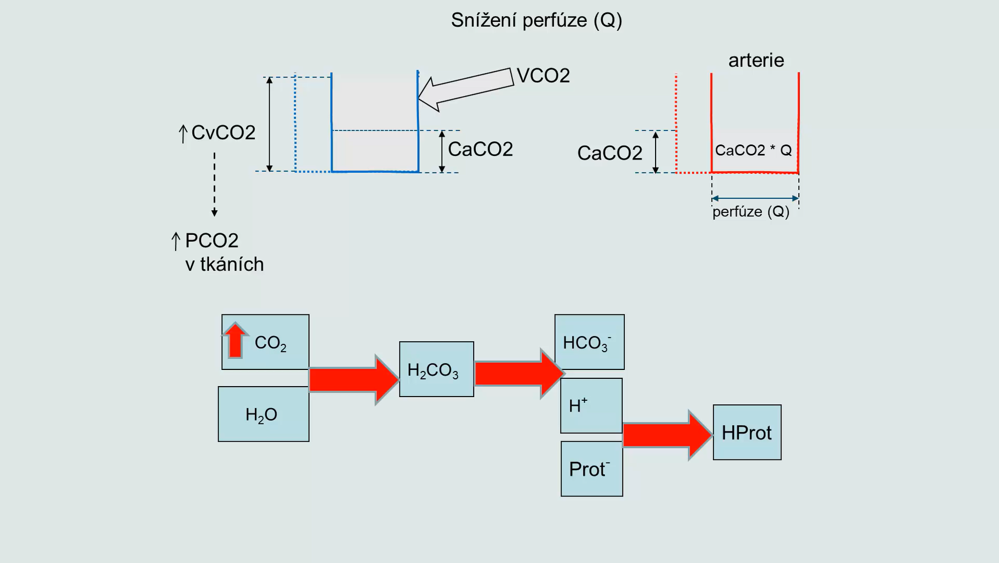 Snížení perfúze (Q)
arterie
VCO2
↑ CvCO2
CaCO2
CaCO2
CaCO2 * Q
perfúze (Q)
↑ PCO2
v tkáních
CO₂
H₂O
H₂CO₃
HCO₃⁻
H⁺
Prot⁻
HProt